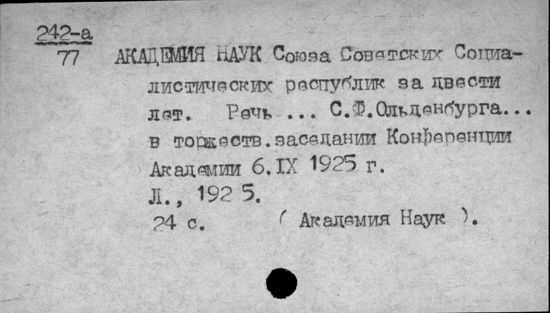 242-а
77 АКАДЕМИЯ НАУК Союза Советских Социа-
листических республик за двести
лет. Речь ... С.Ф.Ольденбурга...
в торжеств.заседании Конференции
Академии 6.IX 1925 г.
Л., 192 5.
24 с. ( Академия Наук ).